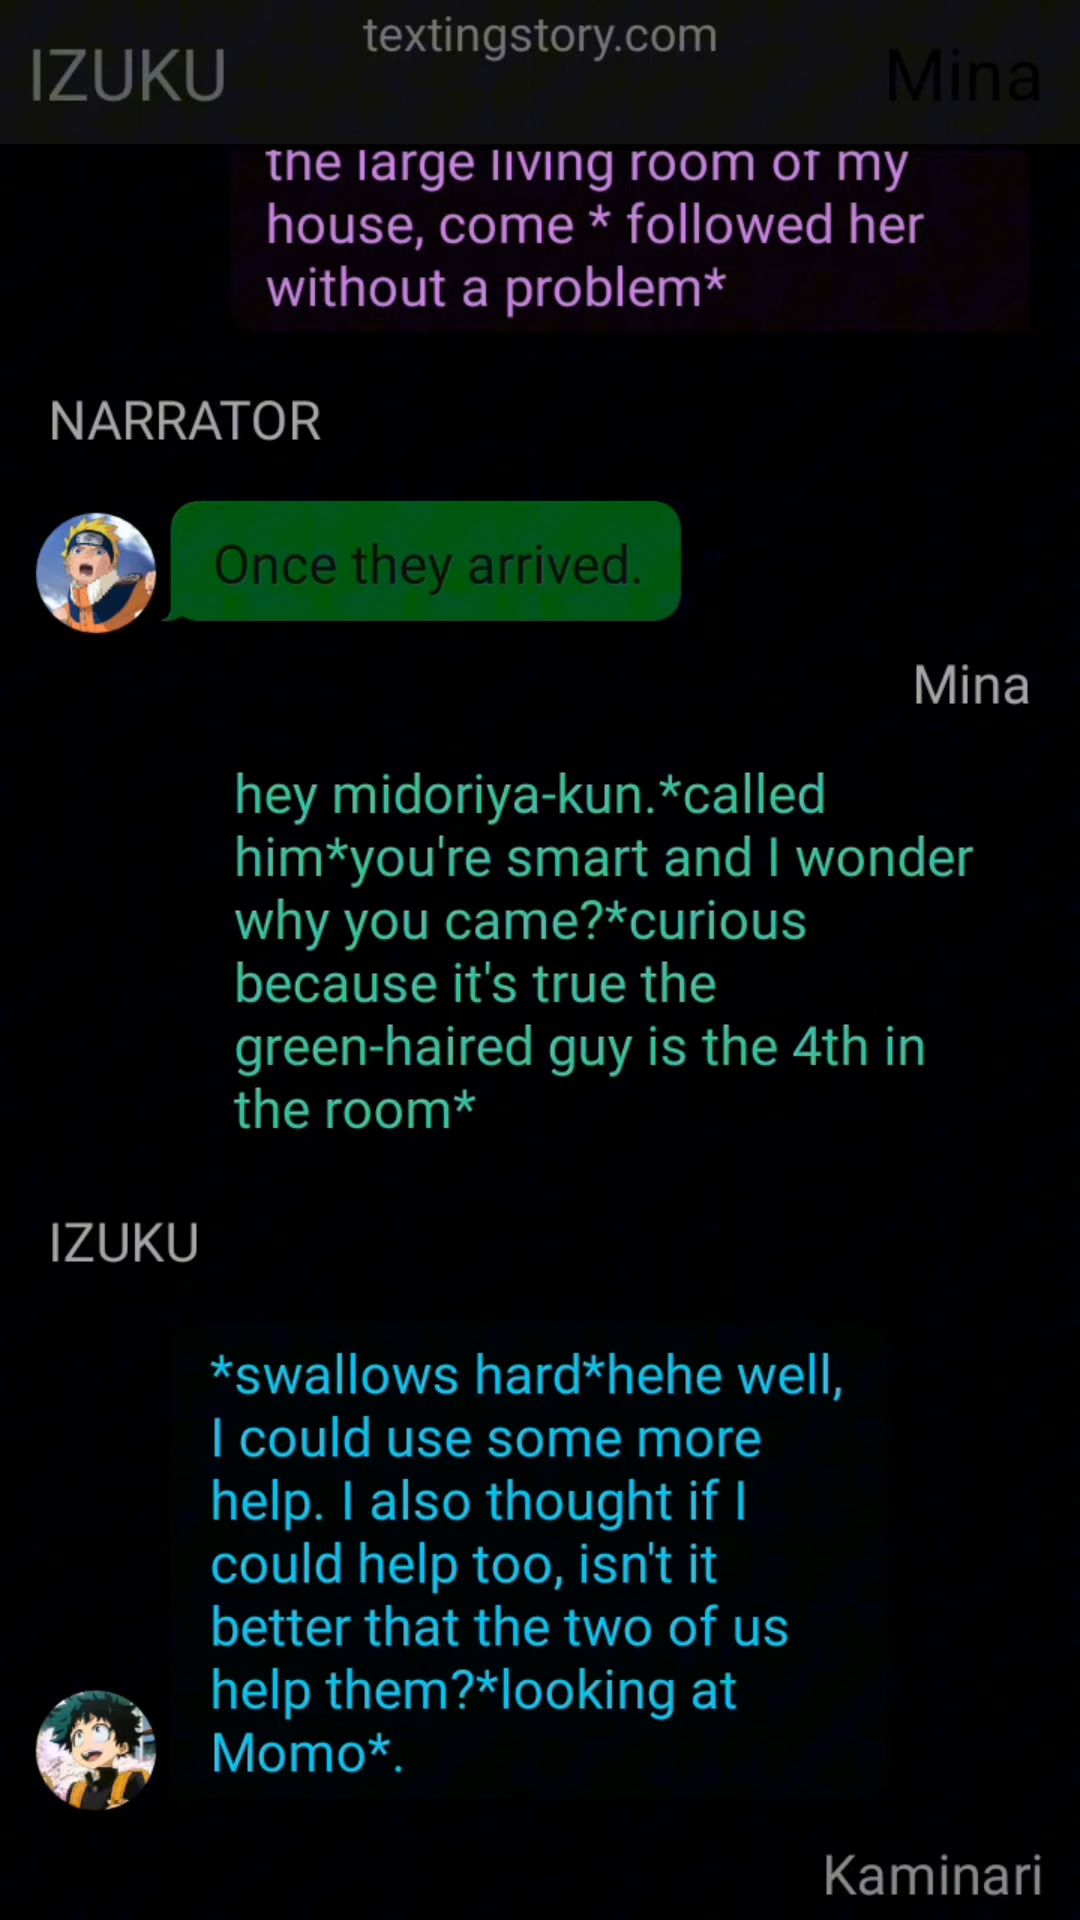 textingstory.com
IZUKU
Mina
the large living room of my
house, come * followed her
without a problem*
NARRATOR
Once they arrived.
Mina
hey midoriya-kun.*called
him*you're smart and I wonder
why you came?*curious
because it's true the
green-haired guy is the 4th in
the room*
IZUKU
*swallows hard*hehe well,
I could use some more
help. I also thought if I
could help too, isn't it
better that the two of us
help them?*looking at
Momo*.
Kaminari